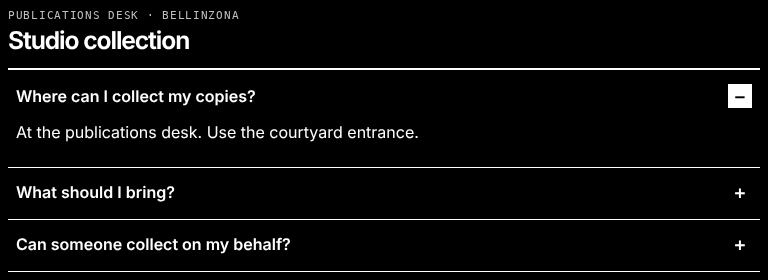 PUBLICATIONS DESK · BELLINZONA
Studio collection
Where can I collect my copies? −
At the publications desk. Use the courtyard entrance.
What should I bring? +
Can someone collect on my behalf? +